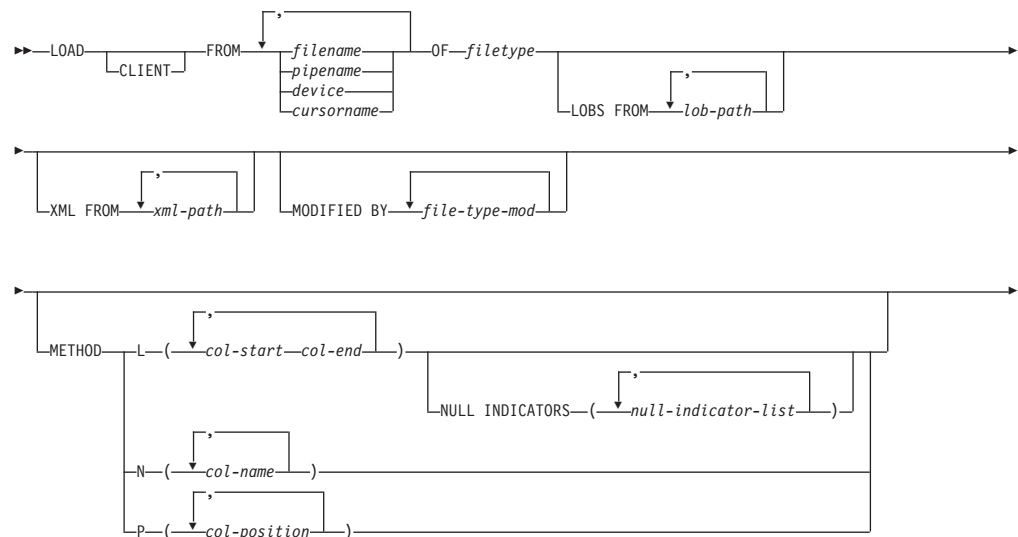 ,
LOAD CLIENT FROM filename OF filetype
pipename
device
cursorname
,
LOBS FROM lob-path
,
XML FROM xml-path
MODIFIED BY file-type-mod
,
METHOD L ( col-start col-end )
,
NULL INDICATORS ( null-indicator-list )
,
N ( col-name )
,
P ( col-position )